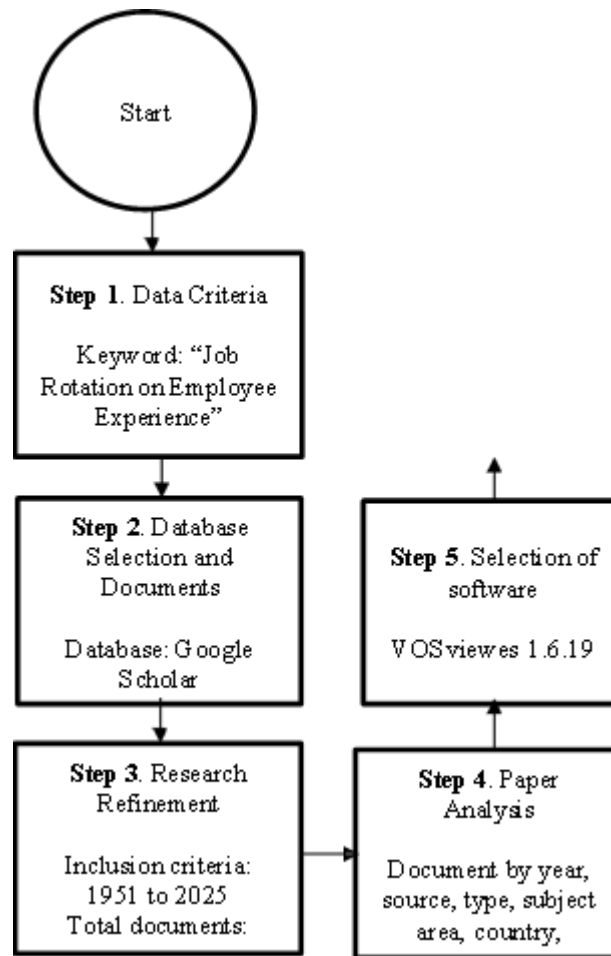 Start
Step 1. Data Criteria
Keyword: “Job
Rotation on Employee
Experience”
Step 2. Database
Selection and
Documents
Database: Google
Scholar
Step 3. Research
Refinement
Inclusion criteria:
1951 to 2025
Total documents:
Step 4. Paper
Analysis
Document by year,
source, type, subject
area, country,
Step 5. Selection of
software
VOSviewes 1.6.19